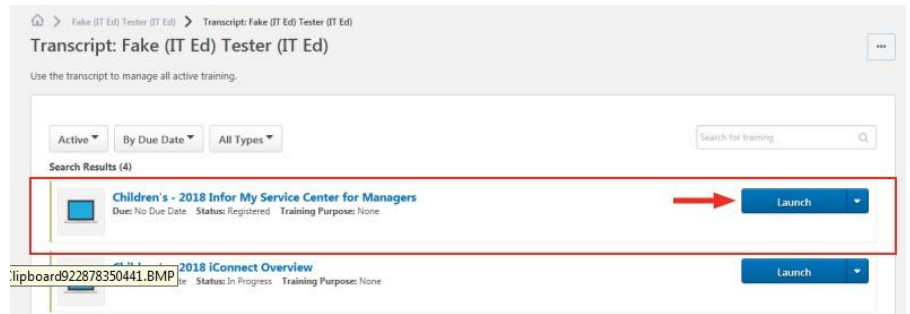 Fake (IT Ed) Tester (IT Ed) > Transcript: Fake (IT Ed) Tester (IT Ed)
Transcript: Fake (IT Ed) Tester (IT Ed)
Use the transcript to manage all active training.
Active By Due Date All Types Search for training
Search Results (4)
Children's - 2018 Infor My Service Center for Managers
Due: No Due Date Status: Registered Training Purpose: None
Launch
2018 iConnect Overview
Clipboard922878350441.BMP
Status: In Progress Training Purpose: None
Launch